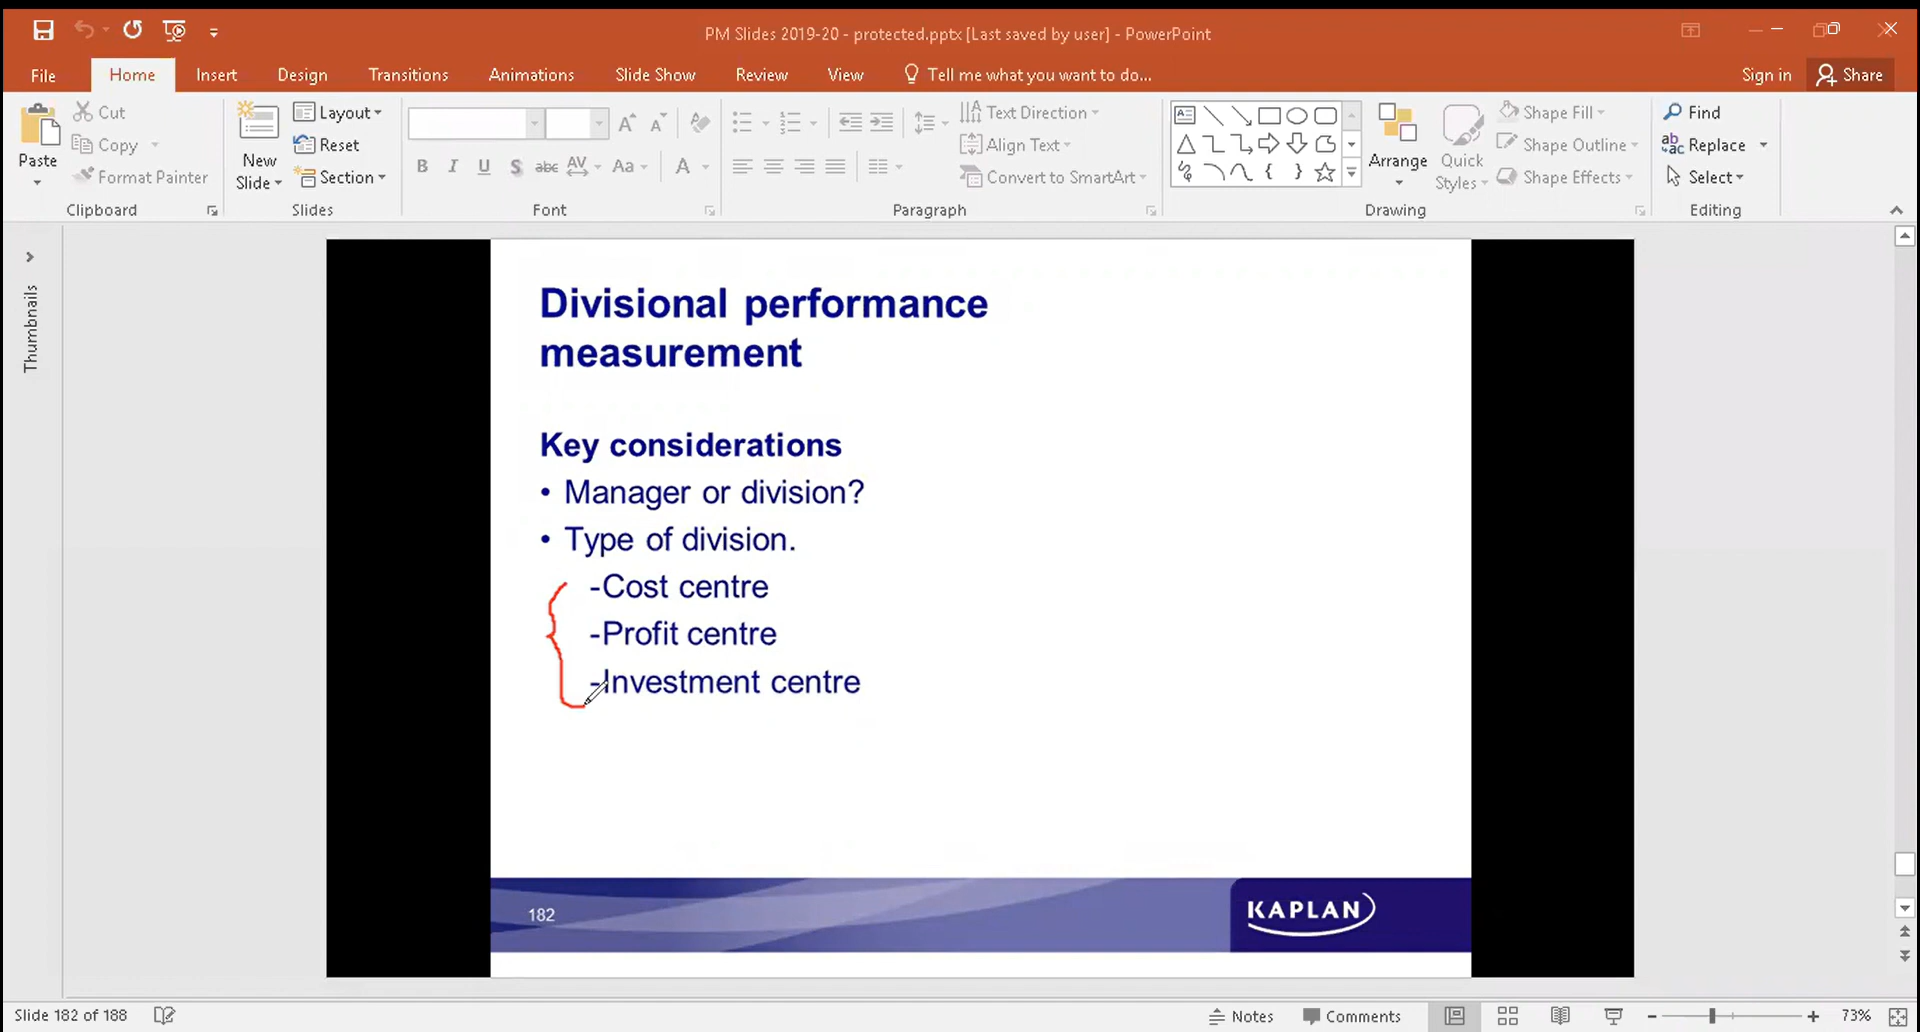 PM Slides 2019-20 - protected.pptx [Last saved by user] - PowerPoint
File Home Insert Design Transitions Animations Slide Show Review View Tell me what you want to do... Sign in Share
Paste
Cut
Copy
Format Painter
Clipboard
New
Slide
Layout
Reset
Section
Slides
B I U S abc AV Aa A
Font
Text Direction
Align Text
Convert to SmartArt
Paragraph
Arrange
Quick
Styles
Shape Fill
Shape Outline
Shape Effects
Drawing
Find
Replace
Select
Editing
Thumbnails
Divisional performance
measurement
Key considerations
• Manager or division?
• Type of division.
-Cost centre
-Profit centre
-Investment centre
182
KAPLAN
Slide 182 of 188 Notes Comments 73%